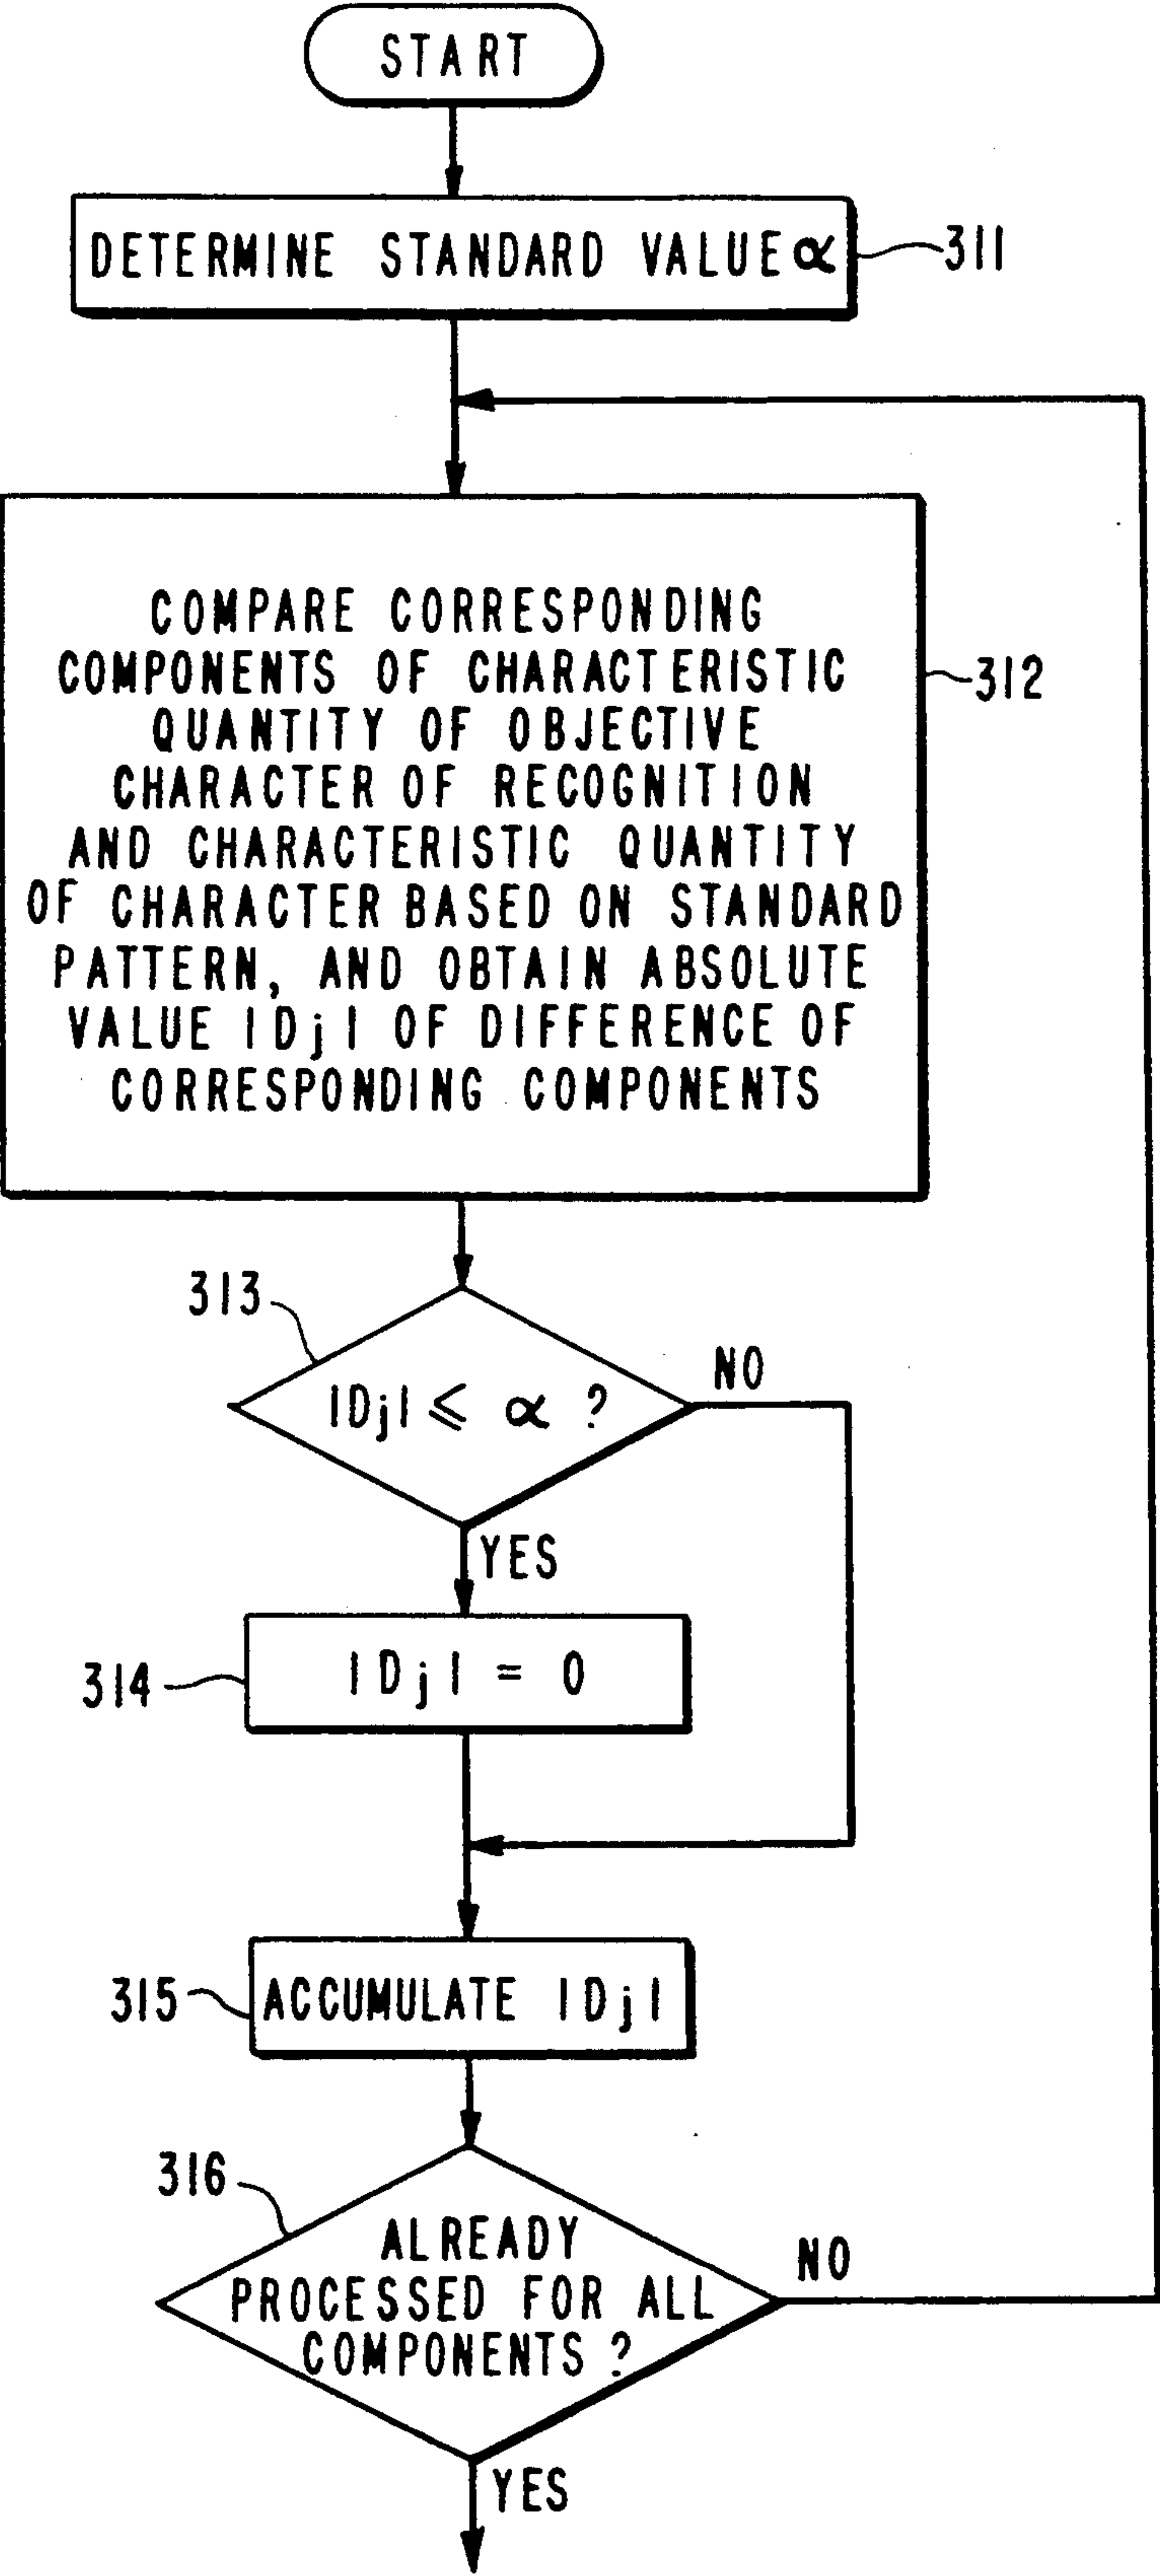 START
DETERMINE STANDARD VALUE α
311
COMPARE CORRESPONDING
COMPONENTS OF CHARACTERISTIC
QUANTITY OF OBJECTIVE
CHARACTER OF RECOGNITION
AND CHARACTERISTIC QUANTITY
OF CHARACTER BASED ON STANDARD
PATTERN, AND OBTAIN ABSOLUTE
VALUE |Dj| OF DIFFERENCE OF
CORRESPONDING COMPONENTS
312
313
|Dj| ≤ α ?
NO
YES
314
|Dj| = 0
315
ACCUMULATE |Dj|
316
ALREADY
PROCESSED FOR ALL
COMPONENTS ?
NO
YES